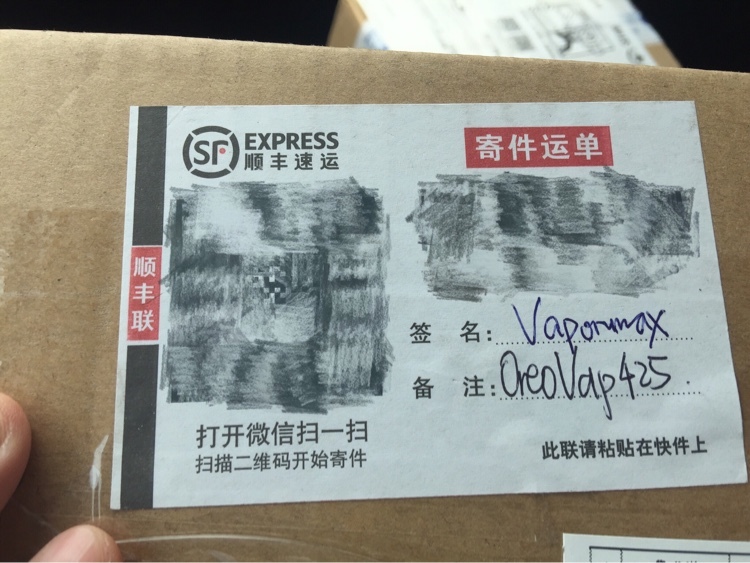 SF EXPRESS
顺丰速运
寄件运单
顺丰联
签 名: Vaporumax
备 注: OreoVap425
打开微信扫一扫
扫描二维码开始寄件
此联请粘贴在快件上